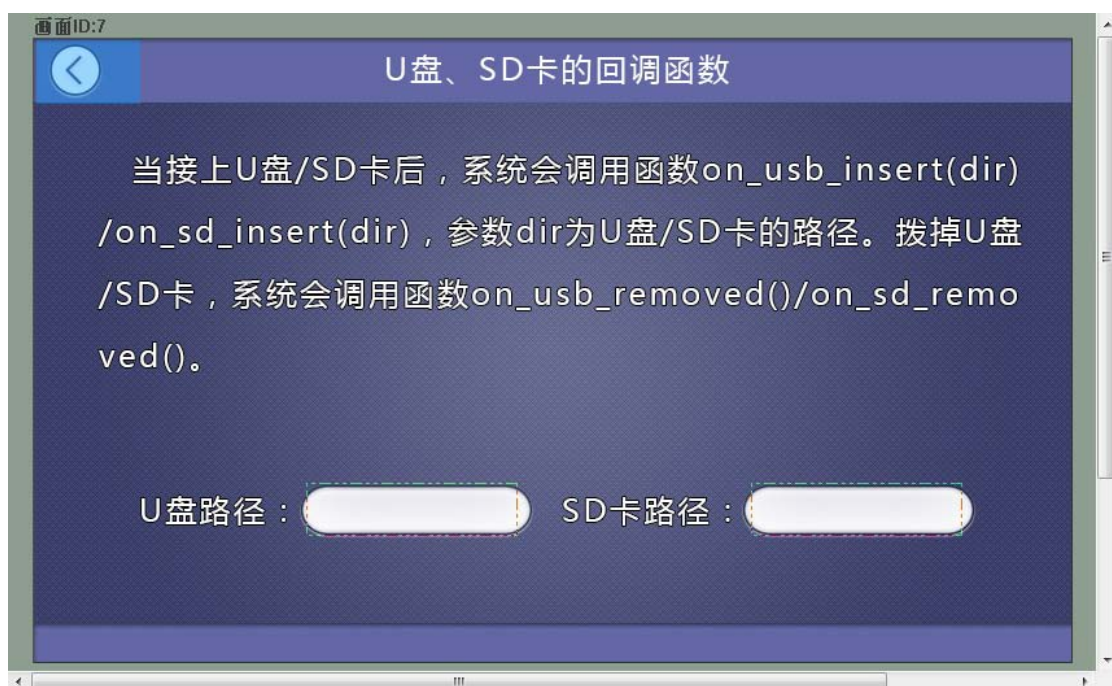 画面ID:7
U盘、SD卡的回调函数
当接上U盘/SD卡后，系统会调用函数on_usb_insert(dir)
/on_sd_insert(dir)，参数dir为U盘/SD卡的路径。拨掉U盘
/SD卡，系统会调用函数on_usb_removed()/on_sd_remo
ved()。
U盘路径： SD卡路径：